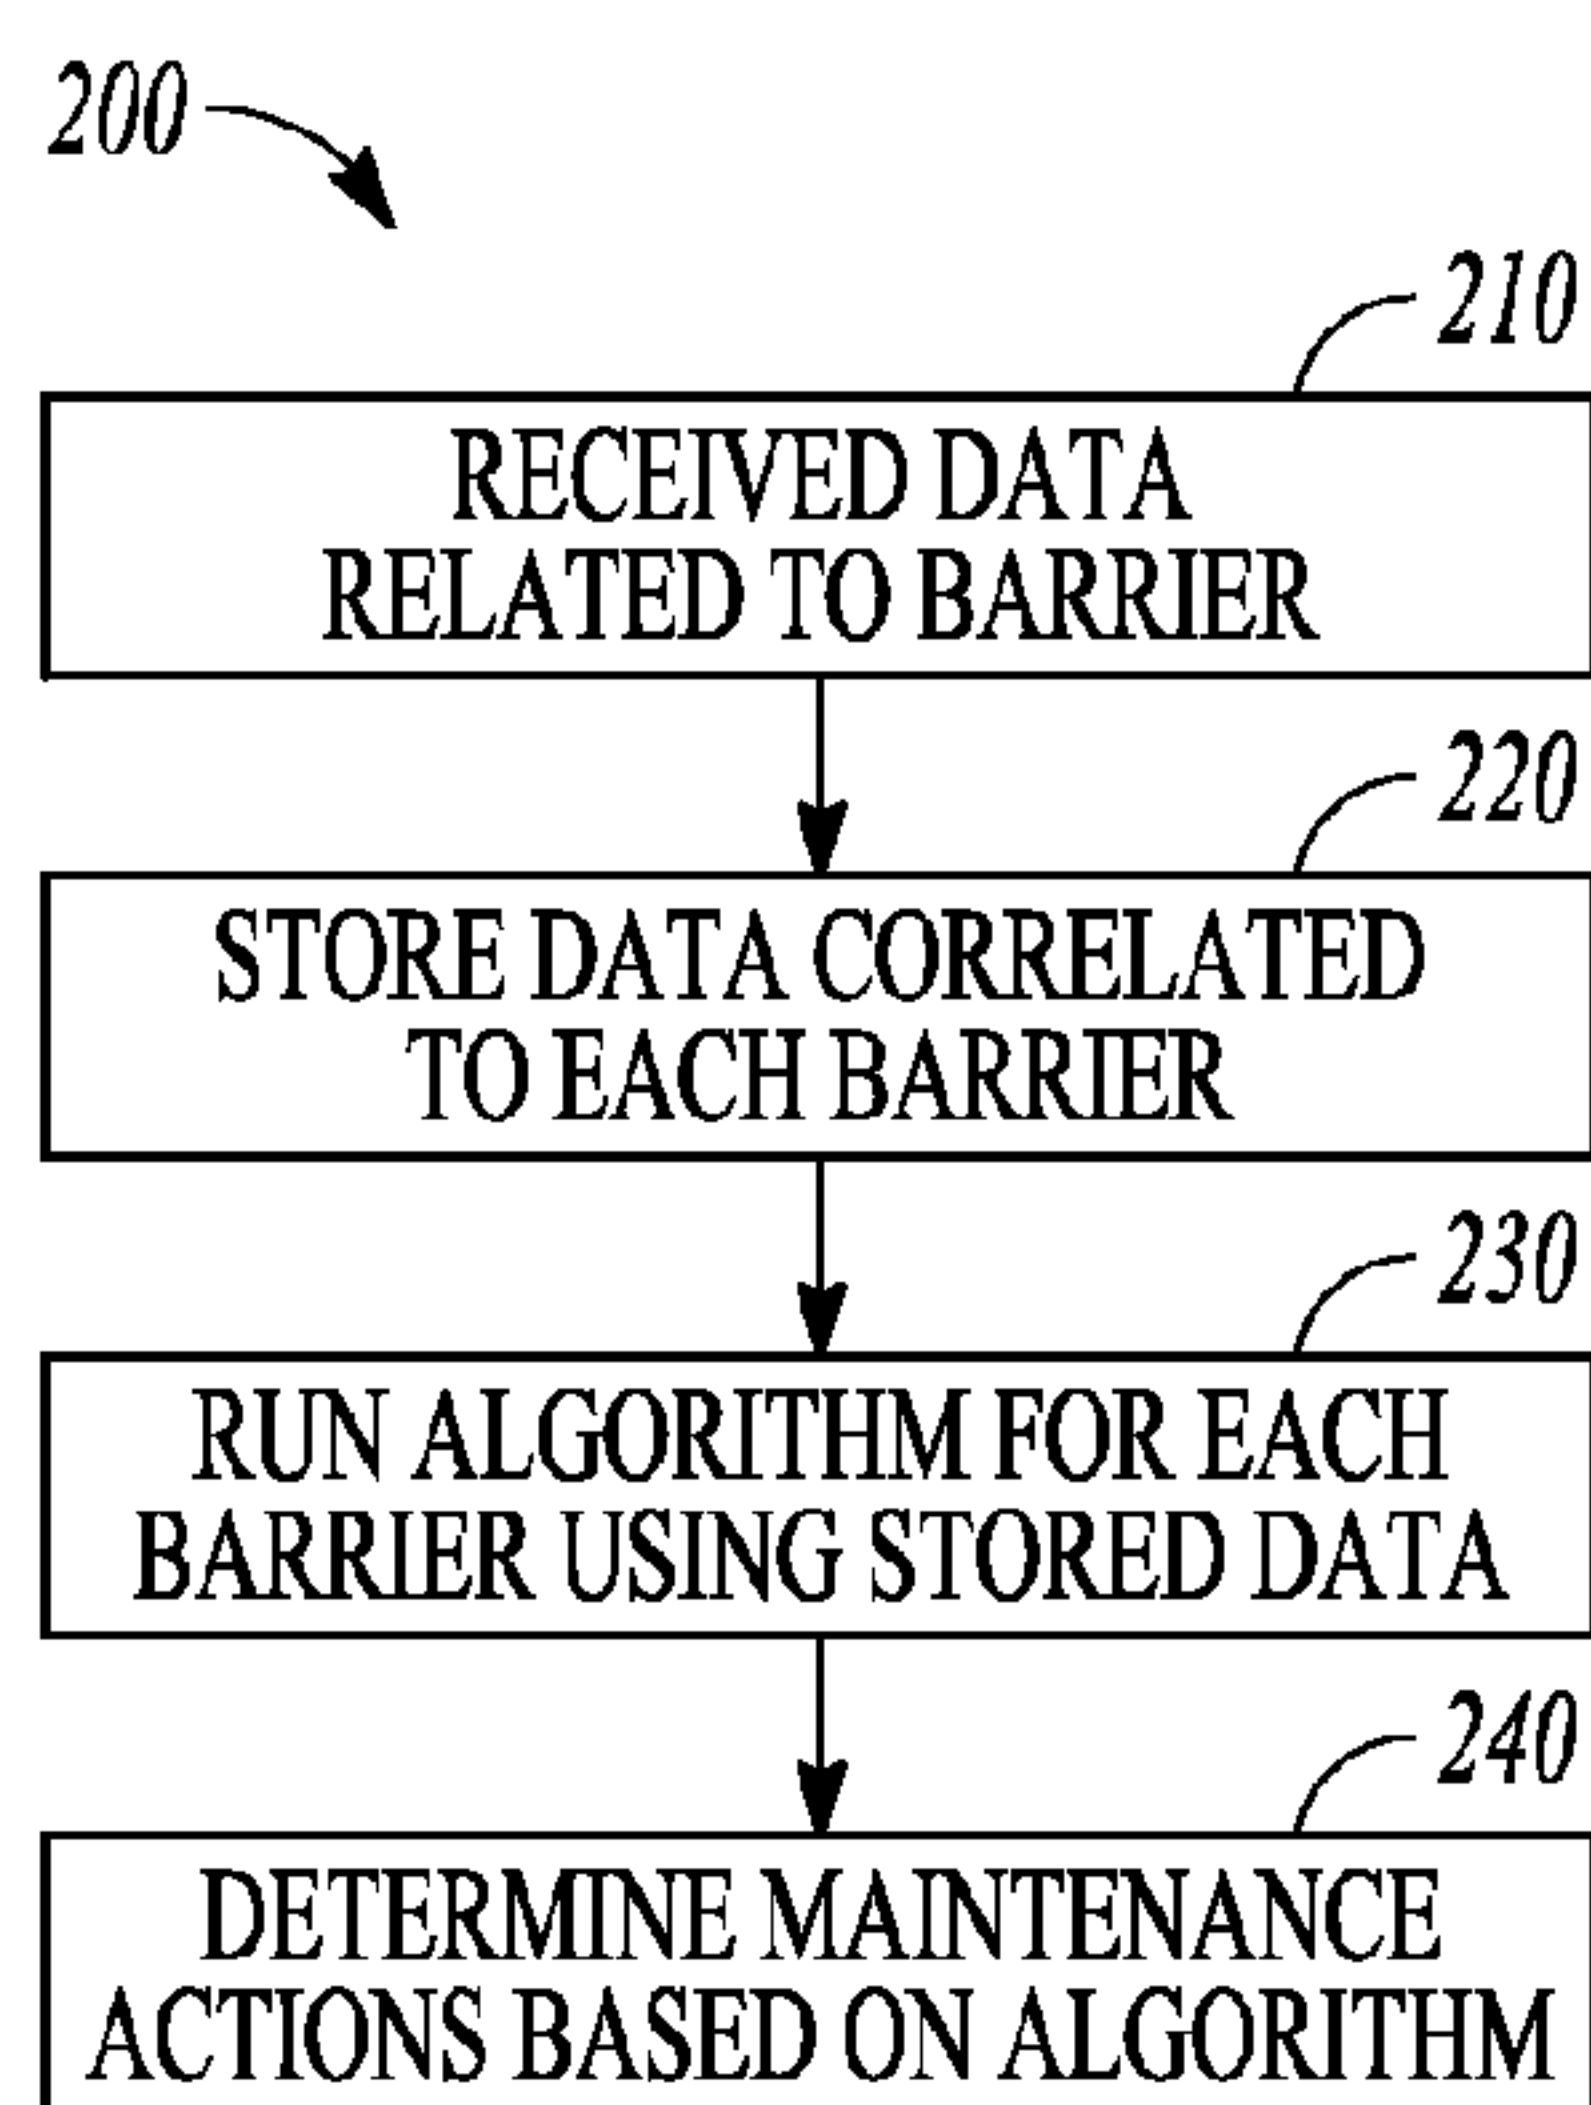 200
210
RECEIVED DATA
RELATED TO BARRIER
220
STORE DATA CORRELATED
TO EACH BARRIER
230
RUN ALGORITHM FOR EACH
BARRIER USING STORED DATA
240
DETERMINE MAINTENANCE
ACTIONS BASED ON ALGORITHM